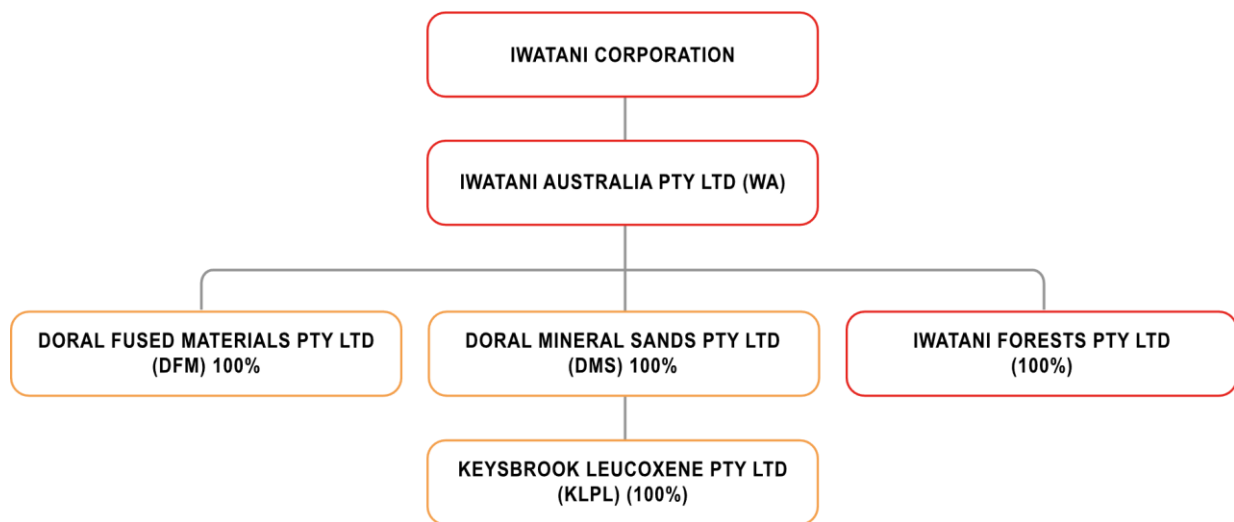 IWATANI CORPORATION
IWATANI AUSTRALIA PTY LTD (WA)
DORAL FUSED MATERIALS PTY LTD
(DFM) 100%
DORAL MINERAL SANDS PTY LTD
(DMS) 100%
IWATANI FORESTS PTY LTD
(100%)
KEYSBROOK LEUCOXENE PTY LTD
(KLPL) (100%)